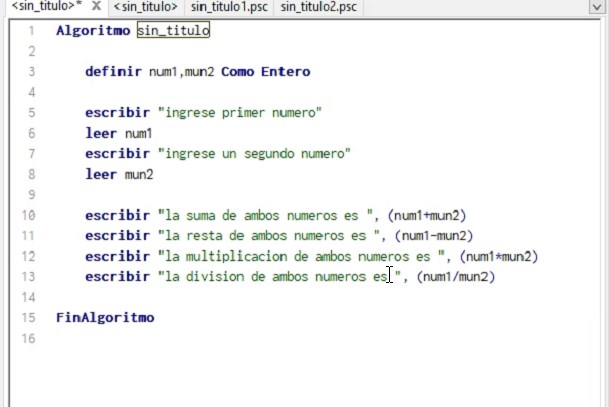 <sin_titulo>* X <sin_titulo> sin_titulo1.psc sin_titulo2.psc
1 Algoritmo sin_titulo
2
3 definir num1,mun2 Como Entero
4
5 escribir "ingrese primer numero"
6 leer num1
7 escribir "ingrese un segundo numero"
8 leer mun2
9
10 escribir "la suma de ambos numeros es ", (num1+mun2)
11 escribir "la resta de ambos numeros es ", (num1-mun2)
12 escribir "la multiplicacion de ambos numeros es ", (num1*mun2)
13 escribir "la division de ambos numeros es ", (num1/mun2)
14
15 FinAlgoritmo
16